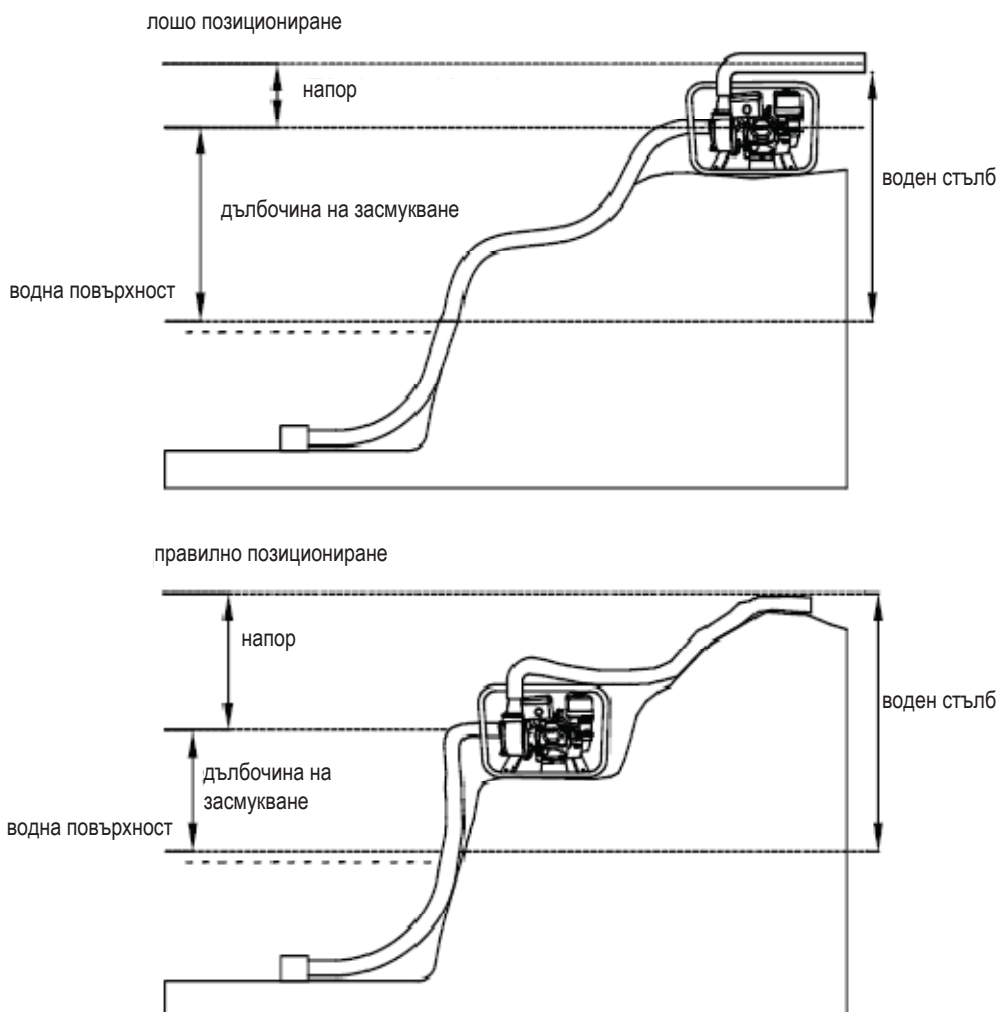 лошо позициониране
напор
воден стълб
дълбочина на засмукване
водна повърхност
правилно позициониране
напор
воден стълб
дълбочина на
засмукване
водна повърхност